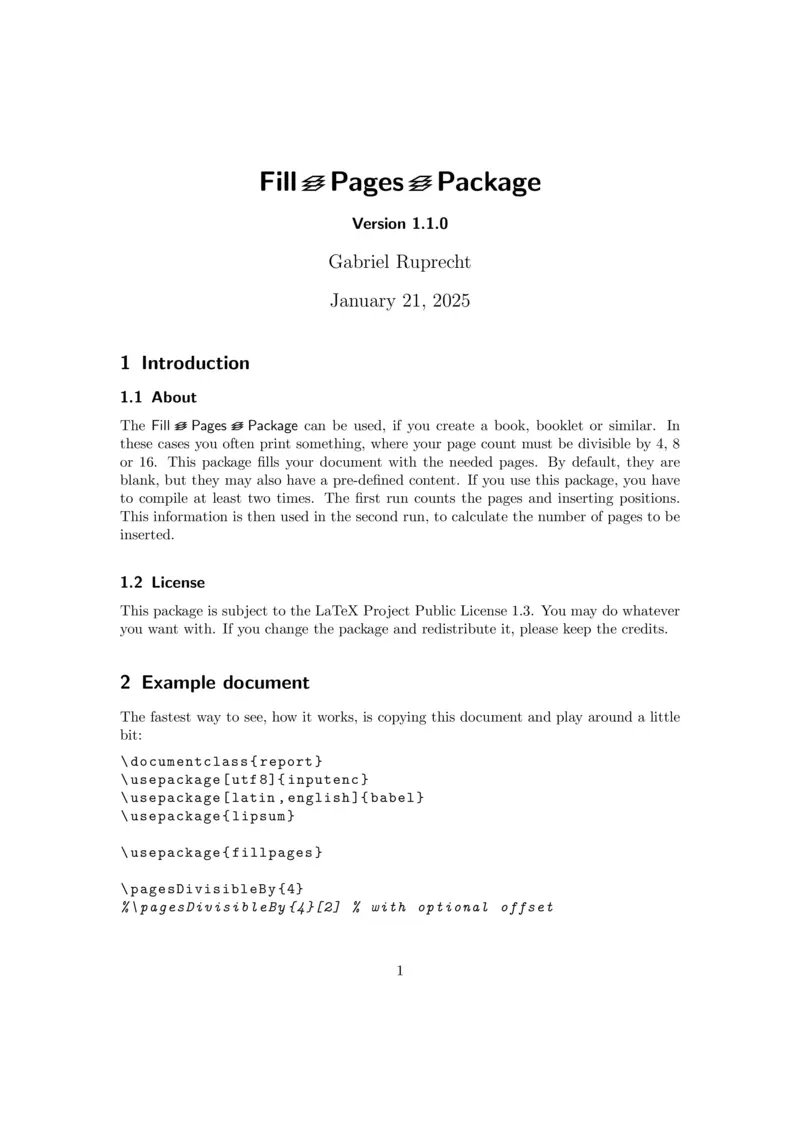 Fill Pages Package
Version 1.1.0
Gabriel Ruprecht
January 21, 2025
1 Introduction
1.1 About
The Fill Pages Package can be used, if you create a book, booklet or similar. In
these cases you often print something, where your page count must be divisible by 4, 8
or 16. This package fills your document with the needed pages. By default, they are
blank, but they may also have a pre-defined content. If you use this package, you have
to compile at least two times. The first run counts the pages and inserting positions.
This information is then used in the second run, to calculate the number of pages to be
inserted.
1.2 License
This package is subject to the LaTeX Project Public License 1.3. You may do whatever
you want with. If you change the package and redistribute it, please keep the credits.
2 Example document
The fastest way to see, how it works, is copying this document and play around a little
bit:
\documentclass{report}
\usepackage[utf8]{inputenc}
\usepackage[latin,english]{babel}
\usepackage{lipsum}
\usepackage{fillpages}
\pagesDivisibleBy{4}
%\pagesDivisibleBy{4}[2] % with optional offset
1